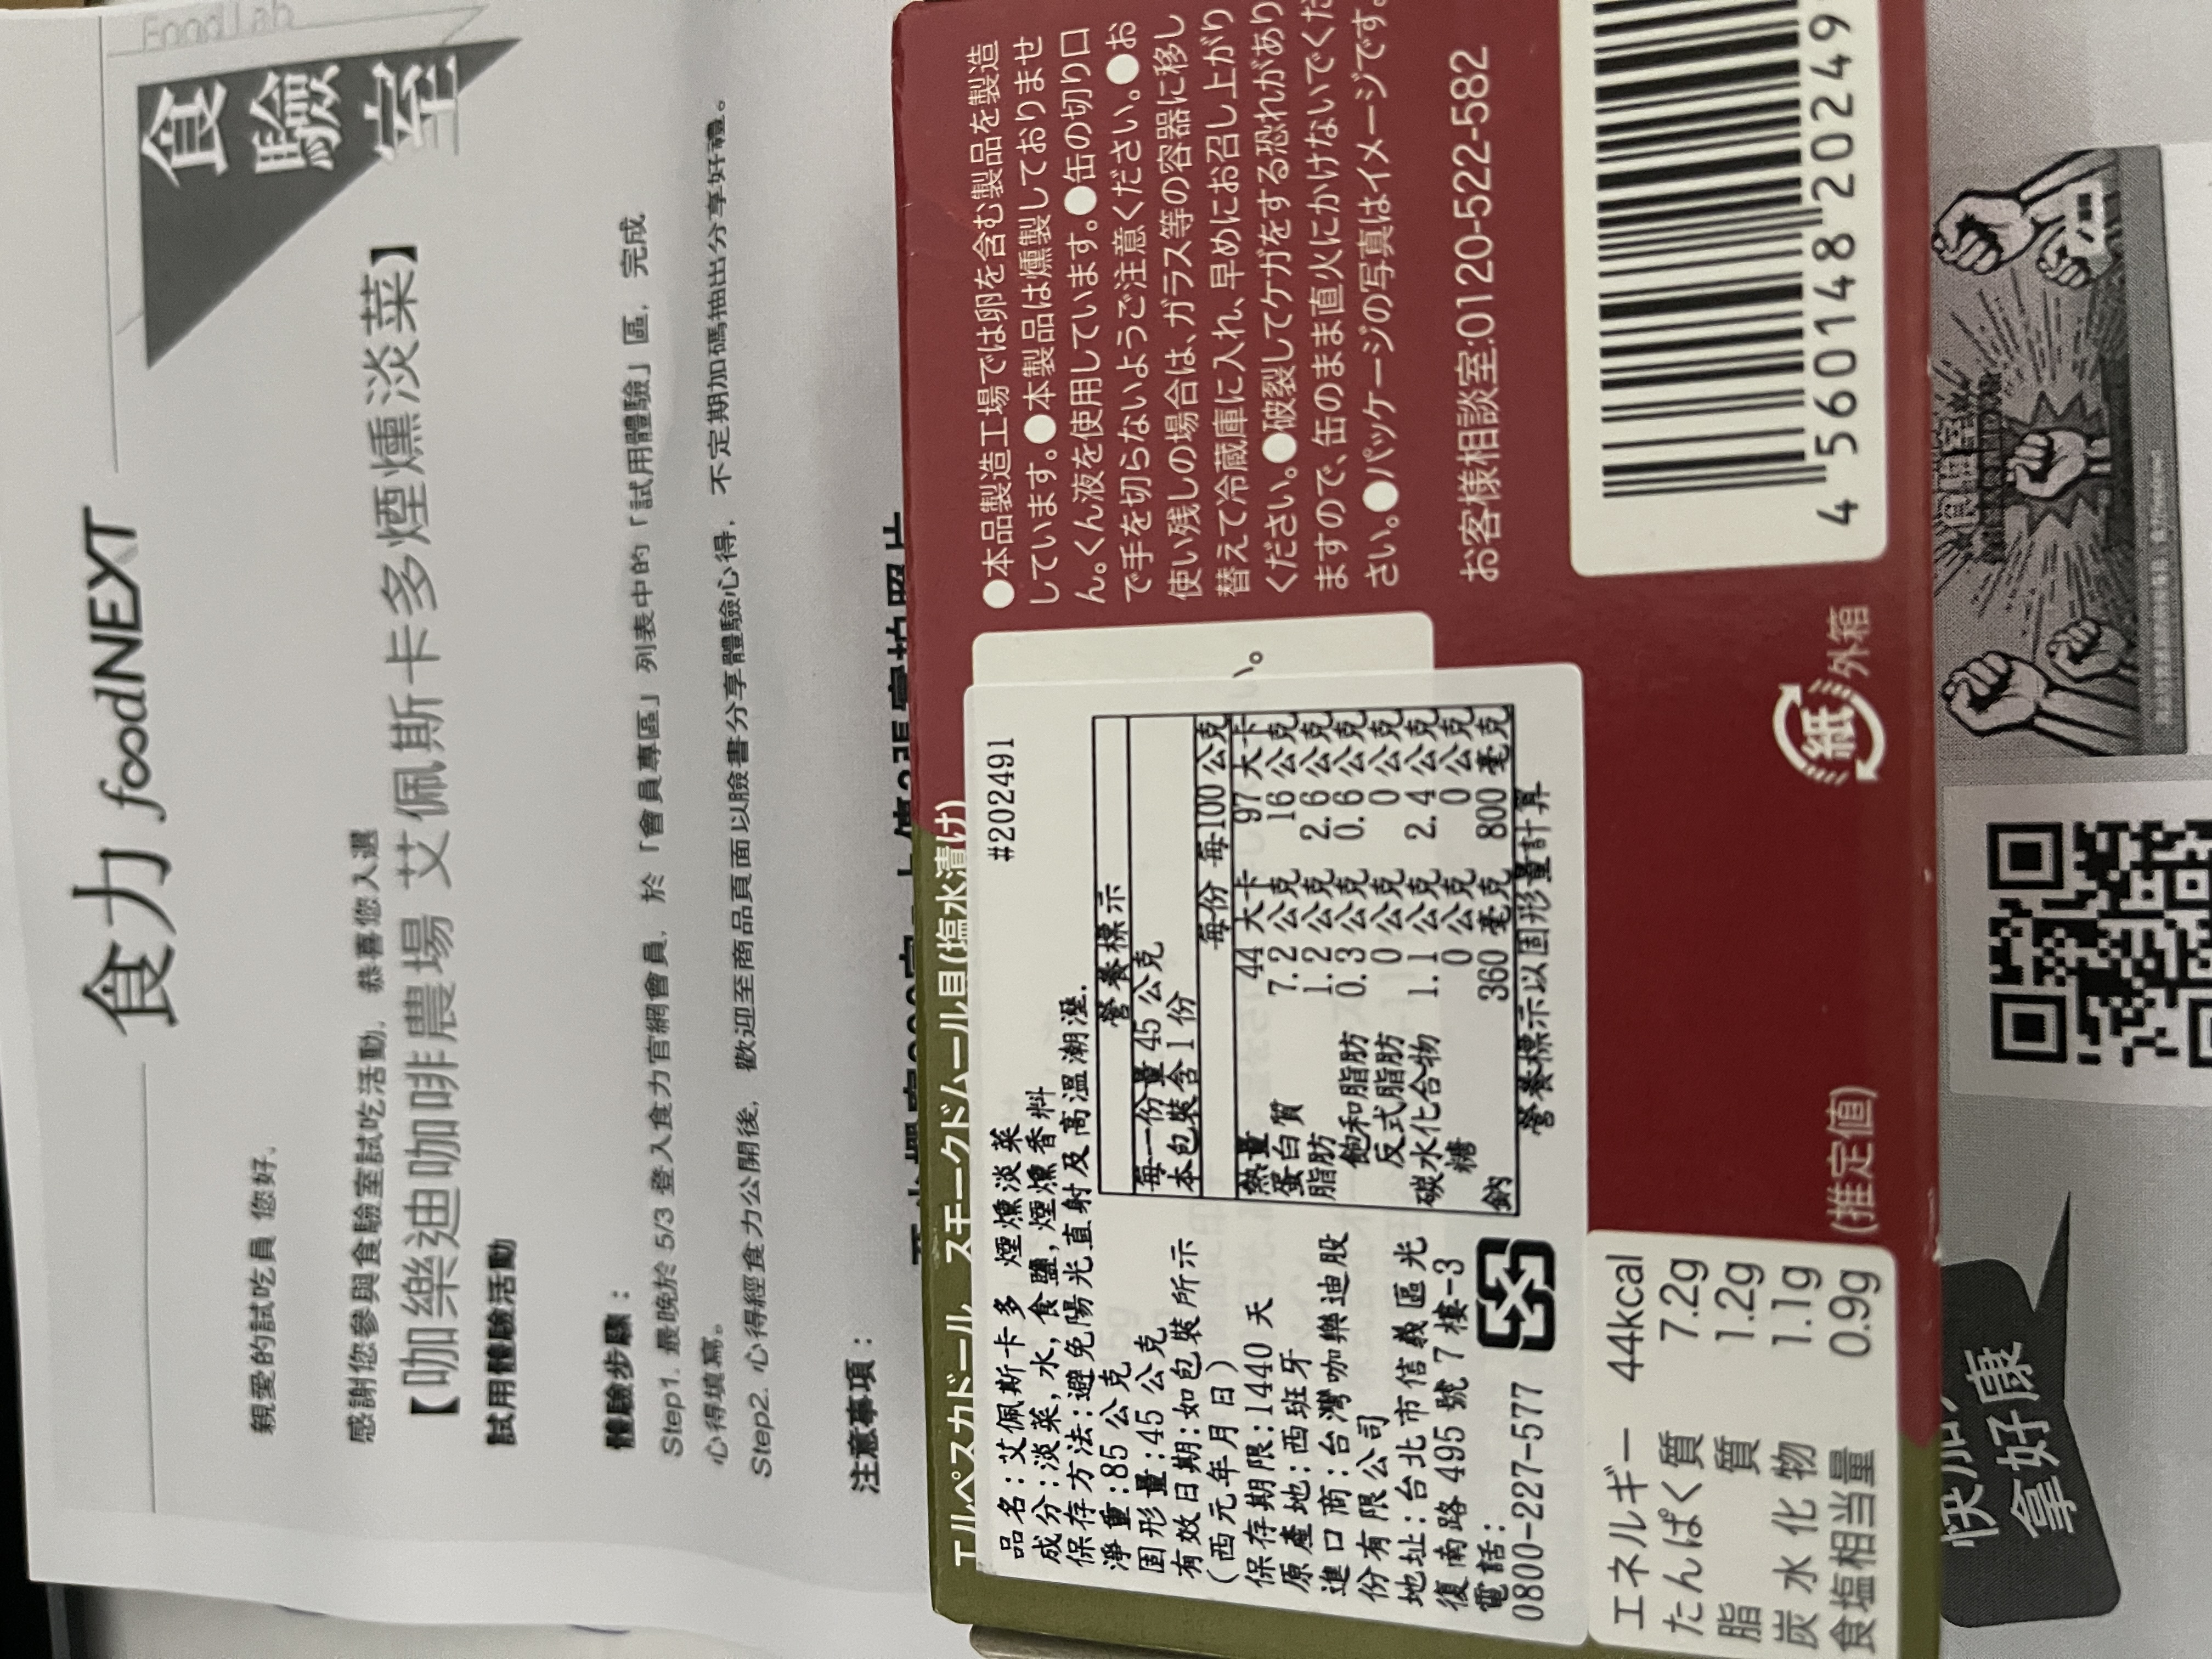 Food Lab
食
驗
室
食力 foodNEXT
親愛的試吃員 您好，
感謝您參與食驗室試吃活動，恭喜您入選
【咖樂迪咖啡農場 艾佩斯卡多煙燻淡菜】
試用體驗活動
體驗步驟：
Step1. 最晚於 5/3 登入食力官網會員，於「會員專區」列表中的「試用體驗」區，完成
心得填寫。
Step2. 心得經食力公開後，歡迎至商品頁面以臉書分享體驗心得，不定期加碼抽出分享好禮。
注意事項：
エルペスカドール スモークドムール貝(塩水漬け)
#202491
品名:艾佩斯卡多 煙燻淡菜
成分:淡菜,水,食鹽,煙燻香料
保存方法:避免陽光直射及高溫潮溼.
淨 重:85 公克
固形量:45 公克
有效日期:如包裝所示
(西元年月日)
保存期限:1440 天
原產地:西班牙
進口商:台灣咖樂迪股
份有限公司
地址:台北市信義區光
復南路 495 號 7 樓-3
電話:
0800-227-577
營養標示
每一份量 45 公克
本包裝含 1 份
每份 每100 公克
熱量 44 大卡 97 大卡
蛋白質 7.2 公克 16 公克
脂肪 1.2 公克 2.6 公克
飽和脂肪 0.3 公克 0.6 公克
反式脂肪 0 公克 0 公克
碳水化合物 1.1 公克 2.4 公克
糖 0 公克 0 公克
鈉 360 毫克 800 毫克
營養標示以固形量計算
い。
エネルギー 44kcal
たんぱく質 7.2g
脂質 1.2g
炭水化物 1.1g
食塩相当量 0.9g
(推定値)
●本品製造工場では卵を含む製品を製造
しています。●本製品は燻製しておりませ
ん。くん液を使用しています。●缶の切り口
で手を切らないようご注意ください。●お
使い残しの場合は、ガラス等の容器に移し
替えて冷蔵庫に入れ、早めにお召し上がり
ください。●破裂してケガをする恐れがあり
ますので、缶のまま直火にかけないでくだ
さい。●パッケージの写真はイメージです。
お客様相談室:0120-522-582
紙
外箱
4 560148 20249
拿好康